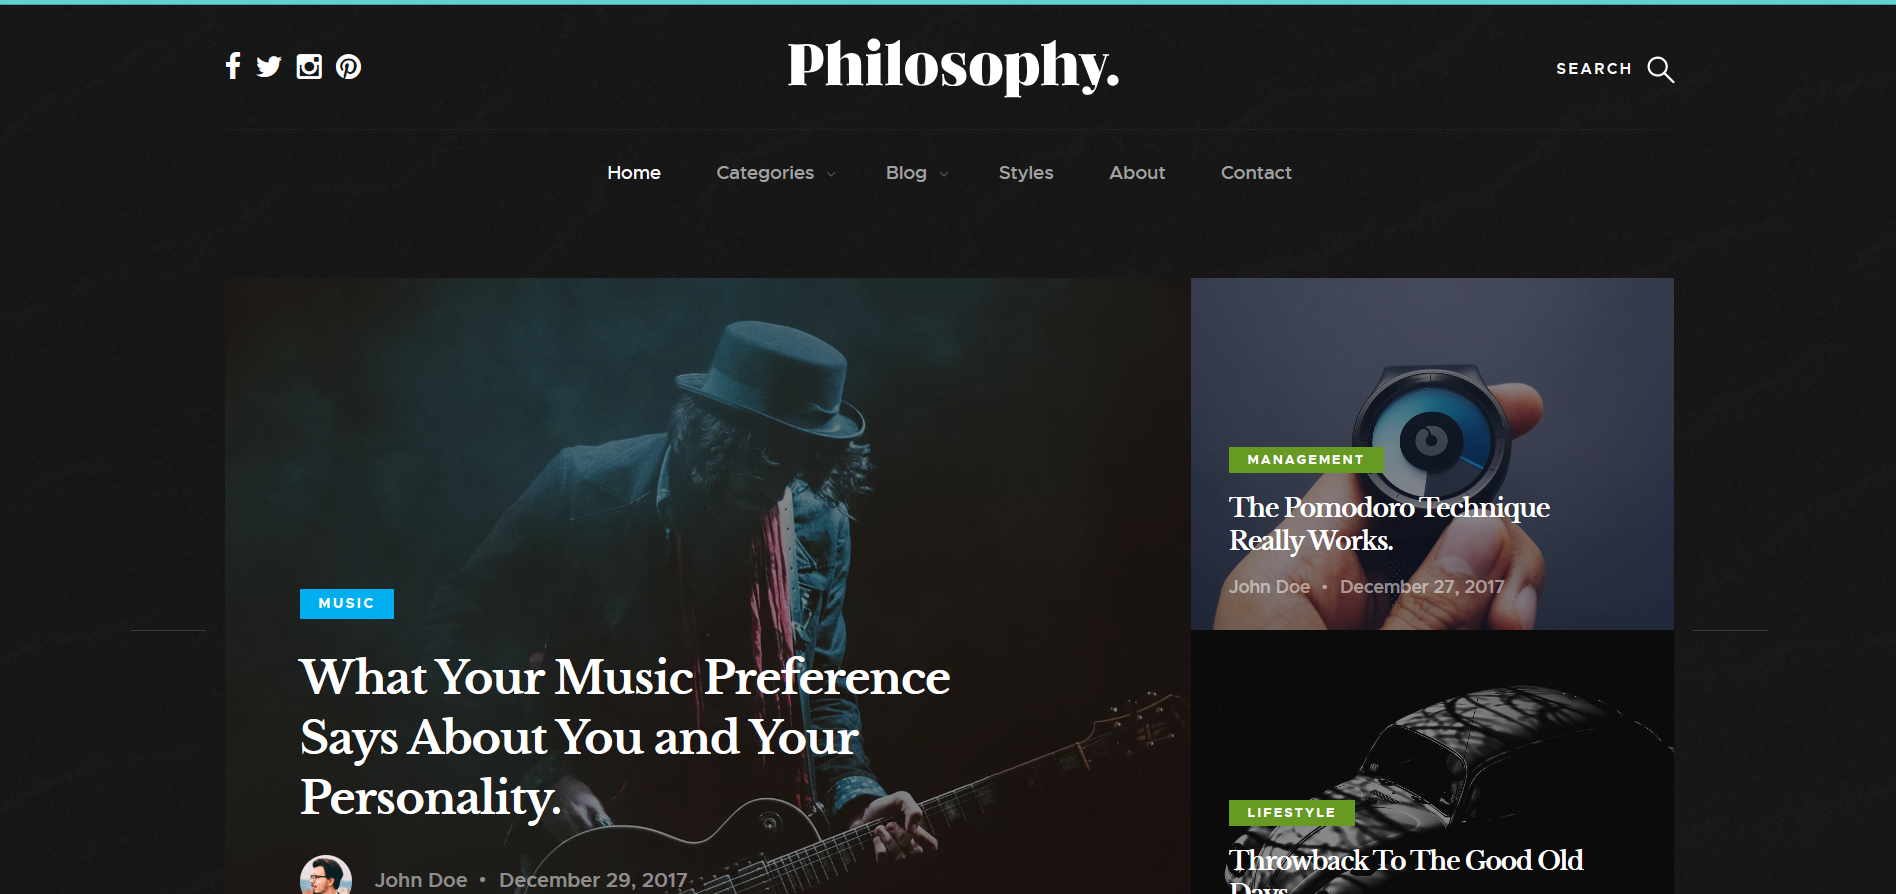 Philosophy.
SEARCH
Home Categories Blog Styles About Contact
MUSIC
What Your Music Preference
Says About You and Your
Personality.
John Doe • December 29, 2017
MANAGEMENT
The Pomodoro Technique
Really Works.
John Doe • December 27, 2017
LIFESTYLE
Throwback To The Good Old
Days